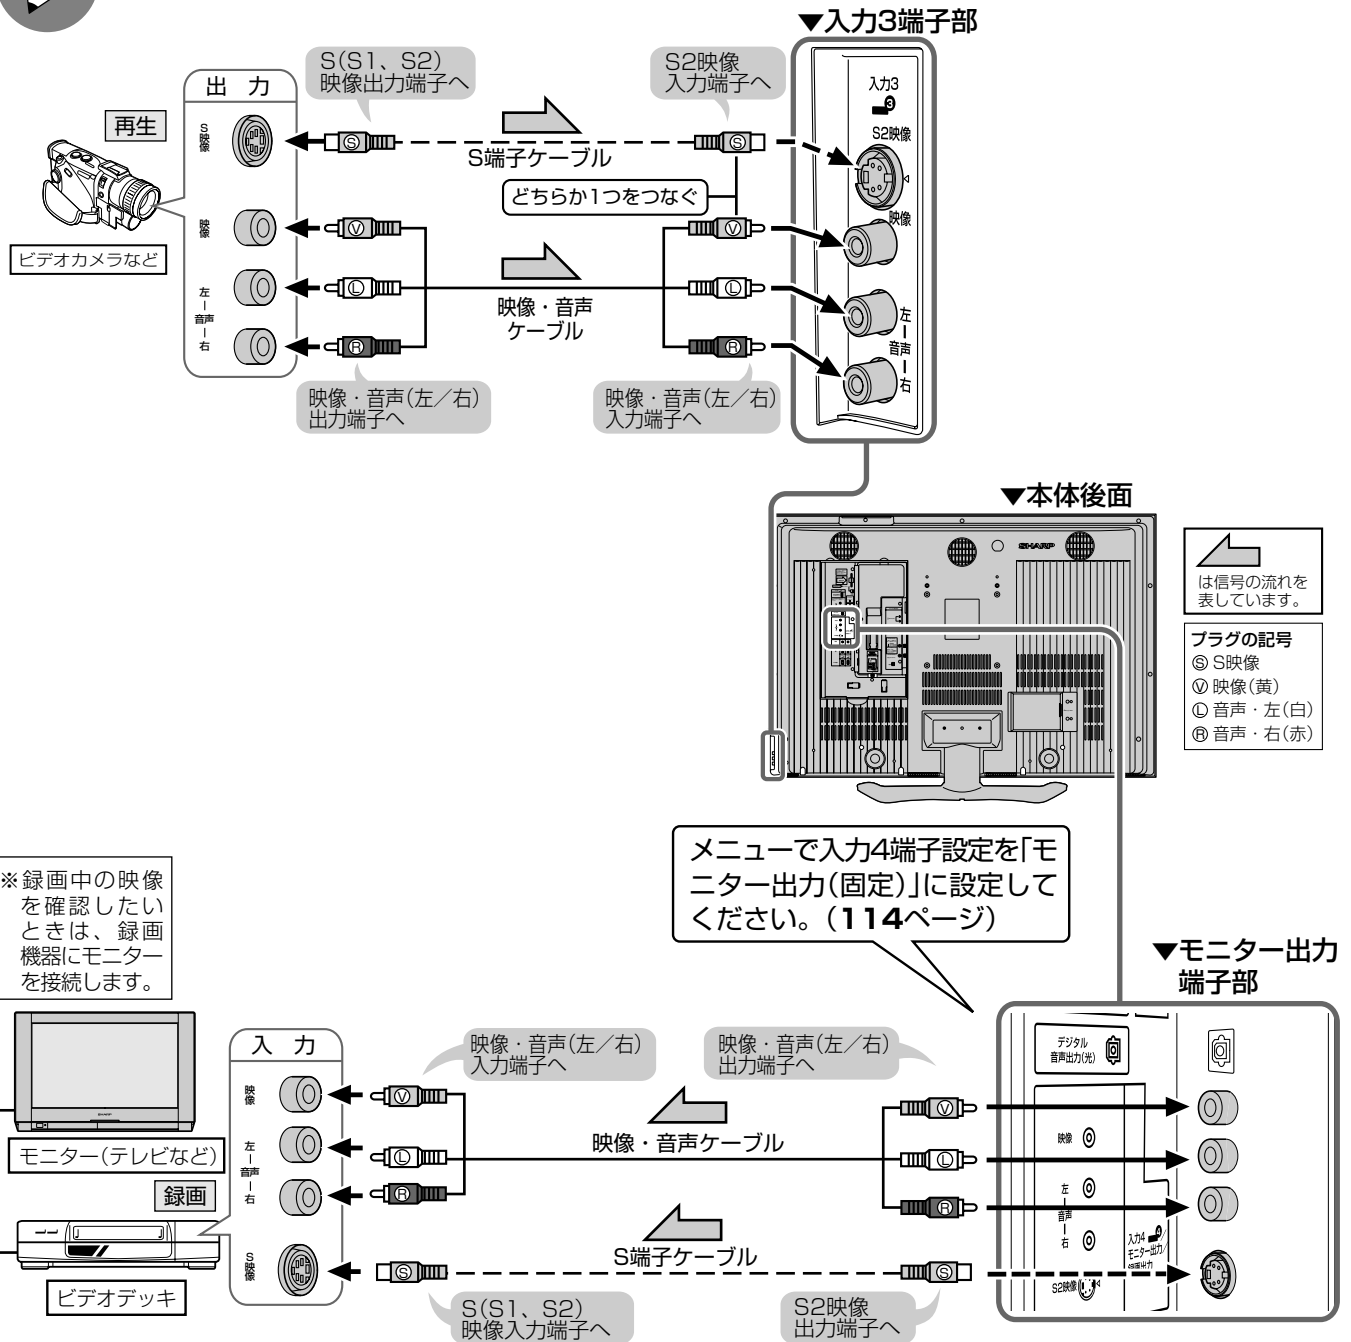 ▼入力3端子部
S(S1、S2)
映像出力端子へ
S2映像
入力端子へ
出 力
再生
S映像
映像
左
音声
右
ビデオカメラなど
Ⓢ
Ⓢ
S端子ケーブル
どちらか1つをつなぐ
Ⓥ
Ⓥ
Ⓛ
Ⓛ
映像・音声
ケーブル
Ⓡ
Ⓡ
映像・音声(左／右)
出力端子へ
映像・音声(左／右)
入力端子へ
入力3
3
S2映像
映像
左
音声
右
▼本体後面
SHARP
は信号の流れを
表しています。
プラグの記号
Ⓢ S映像
Ⓥ 映像(黄)
Ⓛ 音声・左(白)
Ⓡ 音声・右(赤)
メニューで入力4端子設定を「モ
ニター出力(固定)」に設定して
ください。(114ページ)
※録画中の映像
を確認したい
ときは、録画
機器にモニター
を接続します。
▼モニター出力
端子部
モニター(テレビなど)
録画
ビデオデッキ
入 力
映像
左
音声
右
S映像
映像・音声(左／右)
入力端子へ
映像・音声(左／右)
出力端子へ
Ⓥ
Ⓥ
映像・音声ケーブル
Ⓛ
Ⓛ
Ⓡ
Ⓡ
S端子ケーブル
Ⓢ
Ⓢ
S(S1、S2)
映像入力端子へ
S2映像
出力端子へ
デジタル
音声出力(光)
映像
左
音声
右
入力4
モニター出力/
録画出力
S2映像